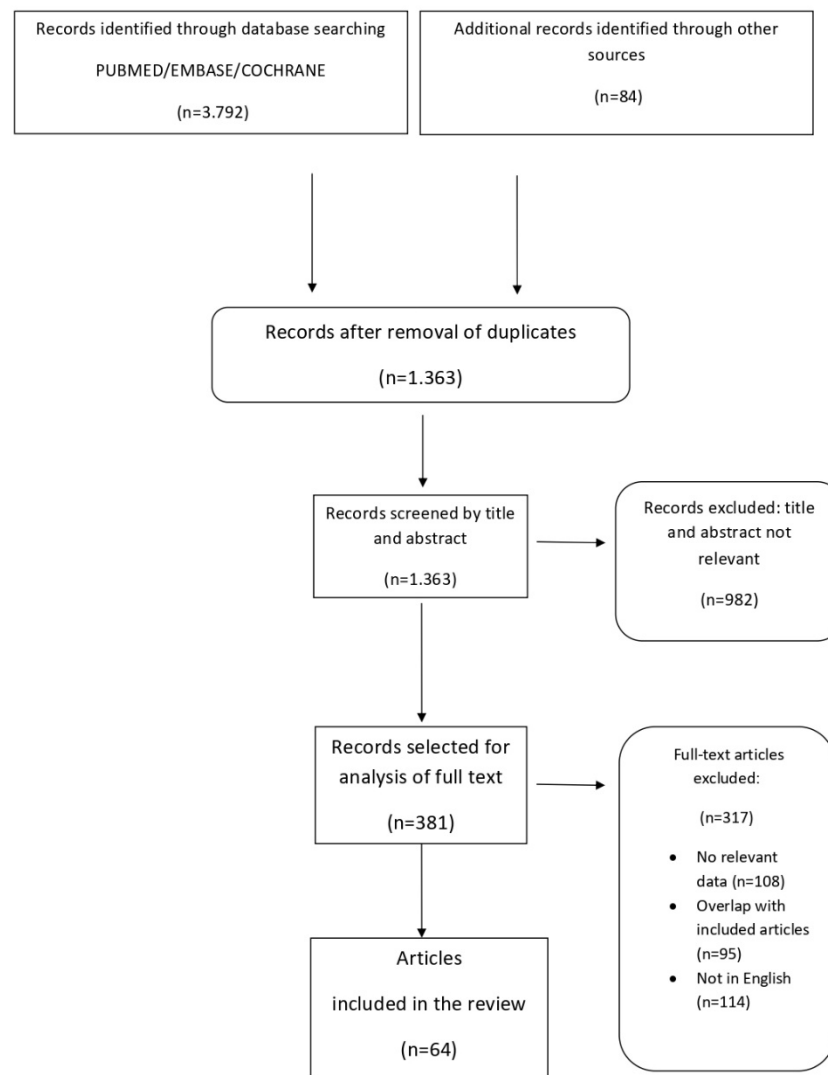 Records identified through database searching
PUBMED/EMBASE/COCHRANE
(n=3.792)
Additional records identified through other
sources
(n=84)
Records after removal of duplicates
(n=1.363)
Records screened by title
and abstract
(n=1.363)
Records excluded: title
and abstract not
relevant
(n=982)
Records selected for
analysis of full text
(n=381)
Full-text articles
excluded:
(n=317)
• No relevant
data (n=108)
• Overlap with
included articles
(n=95)
• Not in English
(n=114)
Articles
included in the review
(n=64)